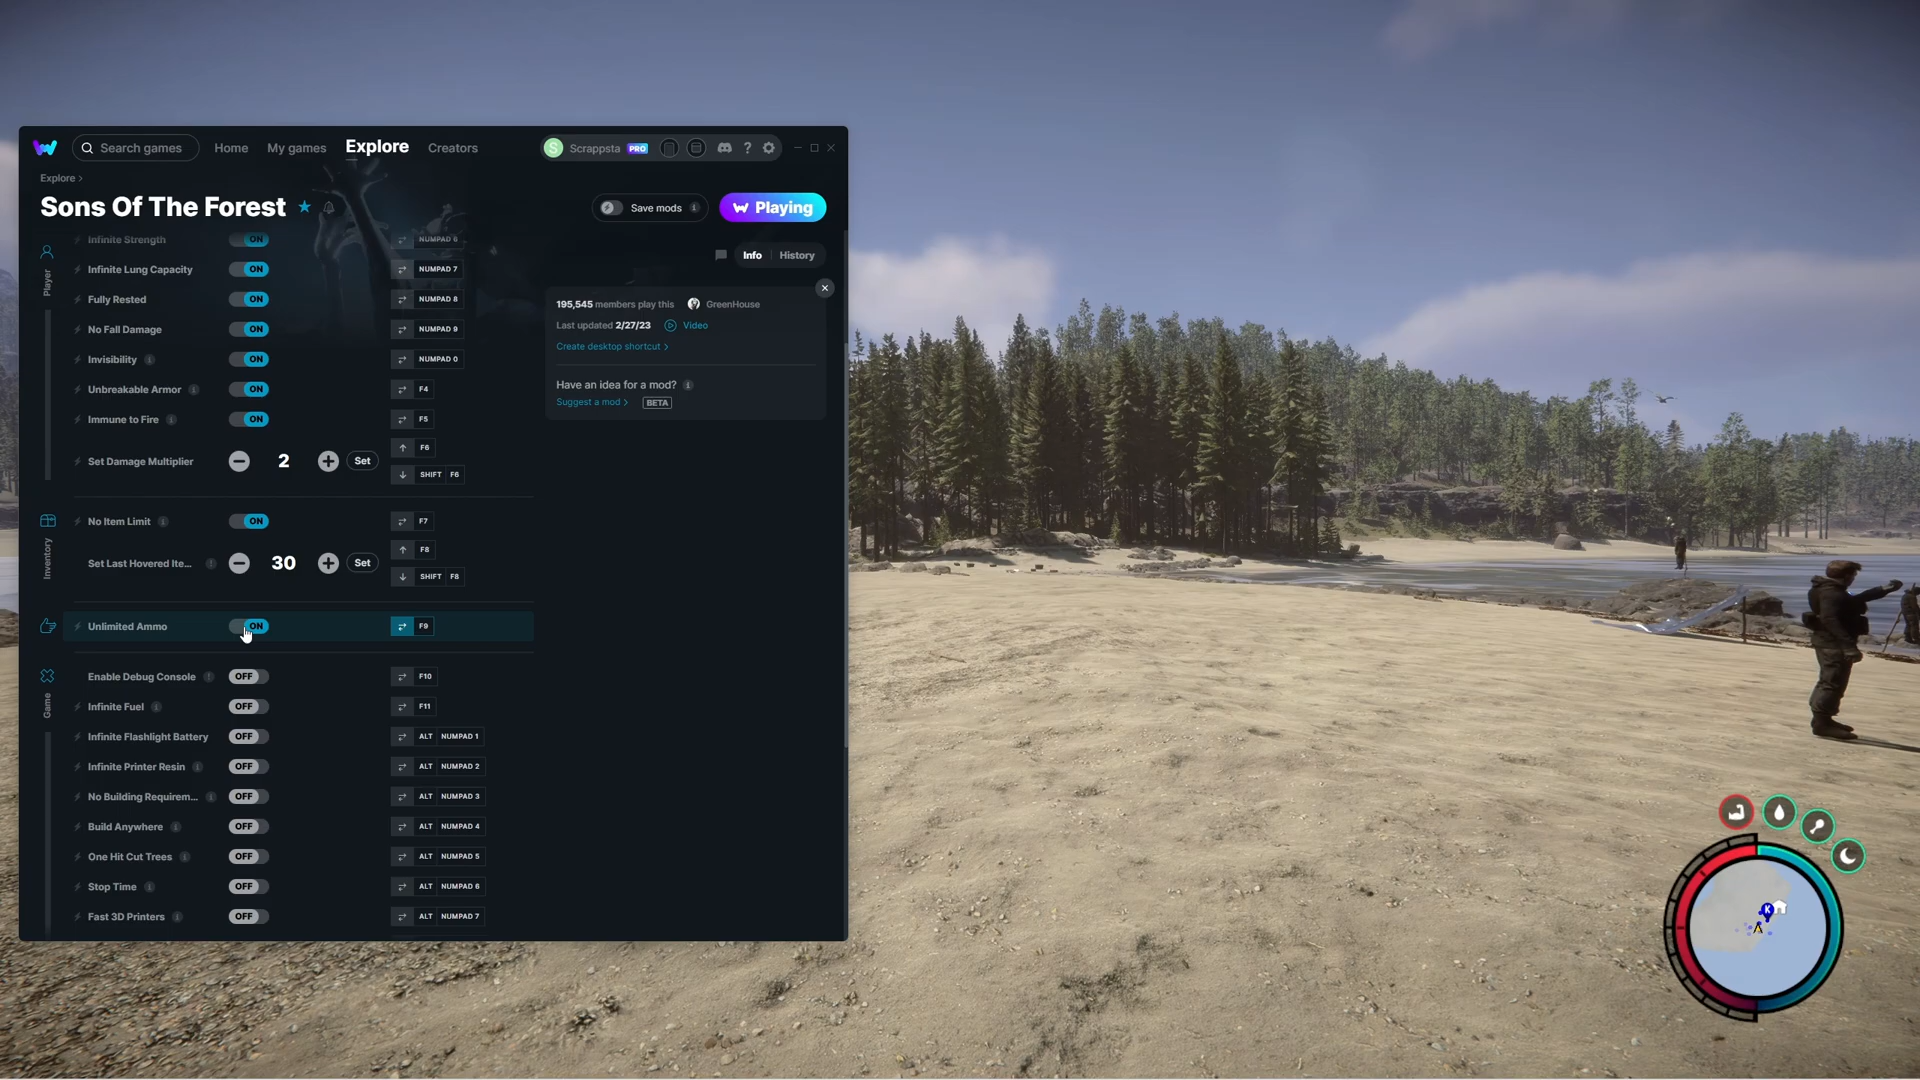 Search games
Home
My games
Explore
Creators
S
Scrappsta
PRO
?
Explore >
Sons Of The Forest
Save mods
Playing
Player
Infinite Strength ON NUMPAD 6
Infinite Lung Capacity ON NUMPAD 7
Fully Rested ON NUMPAD 8
No Fall Damage ON NUMPAD 9
Invisibility ON NUMPAD 0
Unbreakable Armor ON F4
Immune to Fire ON F5
Set Damage Multiplier 2 Set F6
SHIFT F6
Inventory
No Item Limit ON F7
Set Last Hovered Ite... 30 Set F8
SHIFT F8
Unlimited Ammo ON F9
Game
Enable Debug Console OFF F10
Infinite Fuel OFF F11
Infinite Flashlight Battery OFF ALT NUMPAD 1
Infinite Printer Resin OFF ALT NUMPAD 2
No Building Requirem... OFF ALT NUMPAD 3
Build Anywhere OFF ALT NUMPAD 4
One Hit Cut Trees OFF ALT NUMPAD 5
Stop Time OFF ALT NUMPAD 6
Fast 3D Printers OFF ALT NUMPAD 7
Info
History
195,545 members play this GreenHouse
Last updated 2/27/23 Video
Create desktop shortcut >
Have an idea for a mod?
Suggest a mod > BETA
K